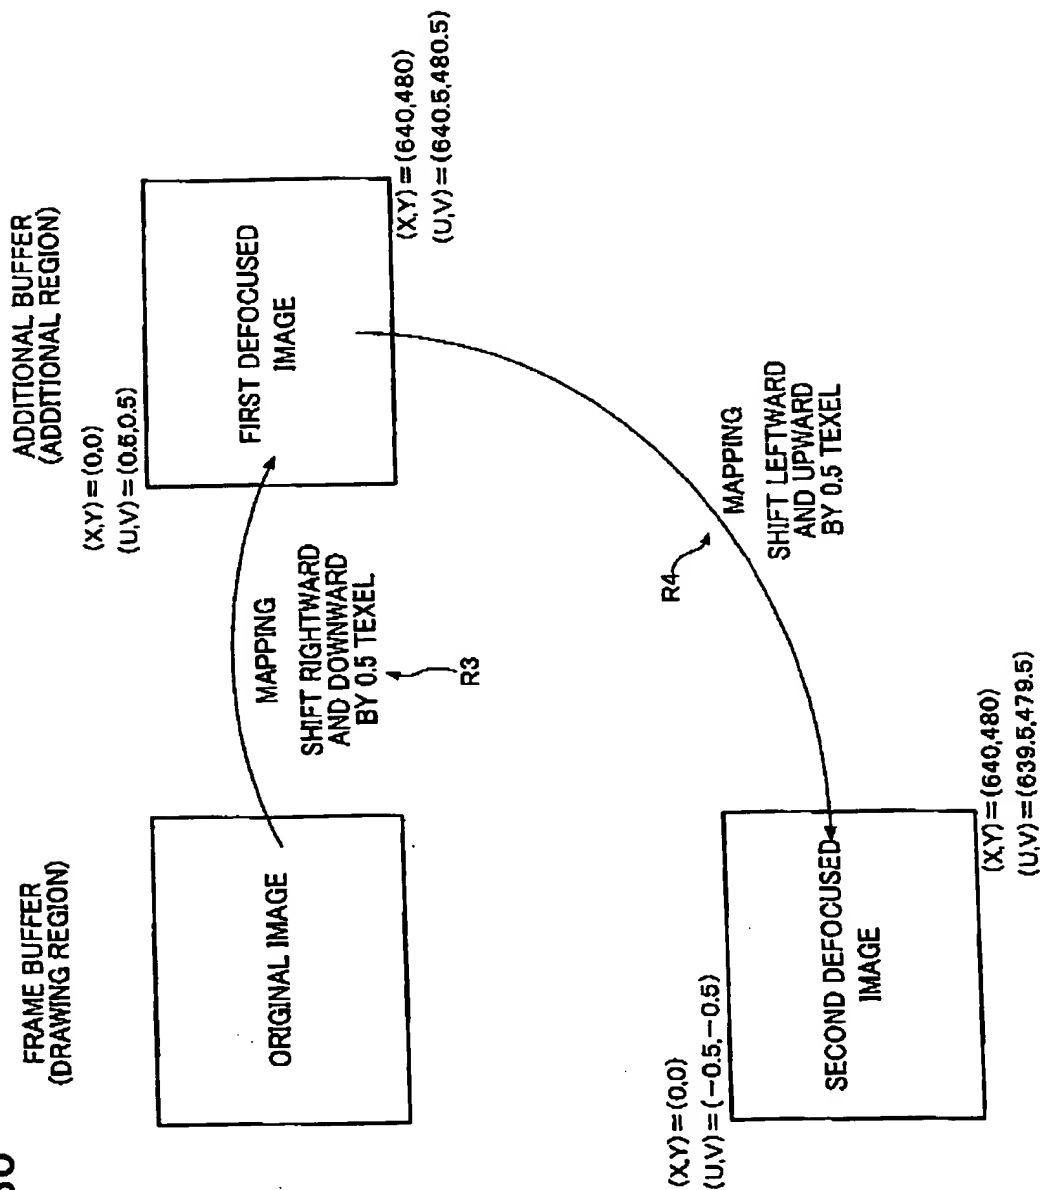 FRAME BUFFER
(DRAWING REGION)
ADDITIONAL BUFFER
(ADDITIONAL REGION)
(X,Y)=(0,0)
(U,V)=(0.5,0.5)
ORIGINAL IMAGE
MAPPING
SHIFT RIGHTWARD
AND DOWNWARD
BY 0.5 TEXEL
R3
FIRST DEFOCUSED
IMAGE
(X,Y)=(640,480)
(U,V)=(640.5,480.5)
R4
MAPPING
SHIFT LEFTWARD
AND UPWARD
BY 0.5 TEXEL
(X,Y)=(0,0)
(U,V)=(-0.5,-0.5)
SECOND DEFOCUSED
IMAGE
(X,Y)=(640,480)
(U,V)=(639.5,479.5)